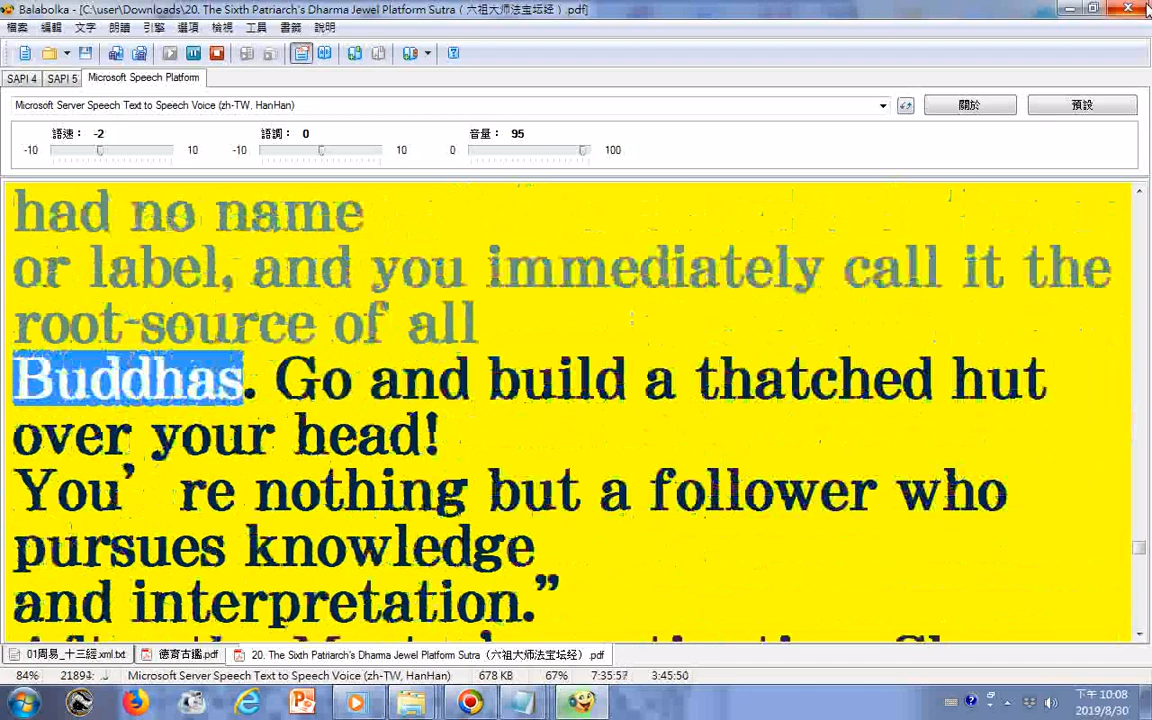 Balabolka - [C:\user\Downloads\20. The Sixth Patriarch's Dharma Jewel Platform Sutra（六祖大师法宝坛经）.pdf]
檔案 編輯 文字 朗讀 引擎 選項 檢視 工具 書籤 說明
SAPI 4 SAPI 5 Microsoft Speech Platform
Microsoft Server Speech Text to Speech Voice (zh-TW, HanHan) 關於 預設
語速： -2 語調： 0 音量： 95
-10 10 -10 10 0 100
had no name
or label, and you immediately call it the
root-source of all
Buddhas. Go and build a thatched hut
over your head!
You’re nothing but a follower who
pursues knowledge
and interpretation.”
01周易_十三經.xml.txt 德育古鑑.pdf 20. The Sixth Patriarch's Dharma Jewel Platform Sutra（六祖大师法宝坛经）.pdf
84% Microsoft Server Speech Text to Speech Voice (zh-TW, HanHan) 678 KB 67% 7:35:57 3:45:50
下午 10:08
2019/8/30